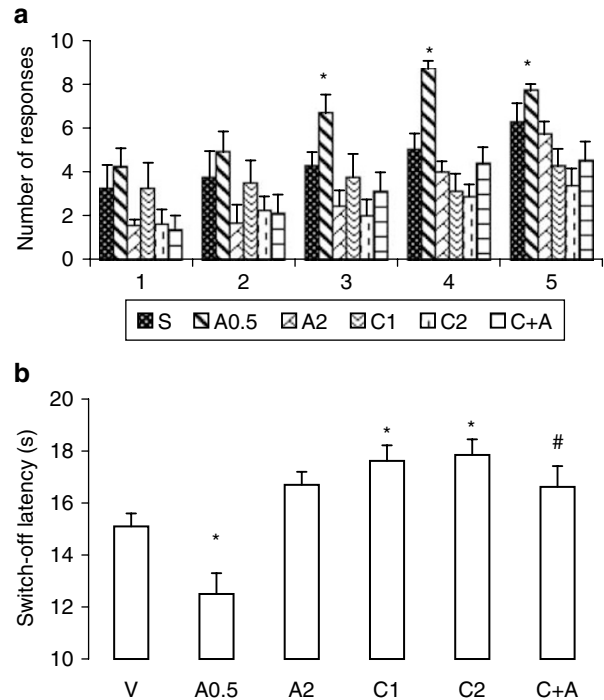 a
Number of responses
10
8
6
4
2
0
* * *
1 2 3 4 5
S A0.5 A2 C1 C2 C+A
b
Switch-off latency (s)
20
18
16
14
12
10
* * * #
V A0.5 A2 C1 C2 C+A